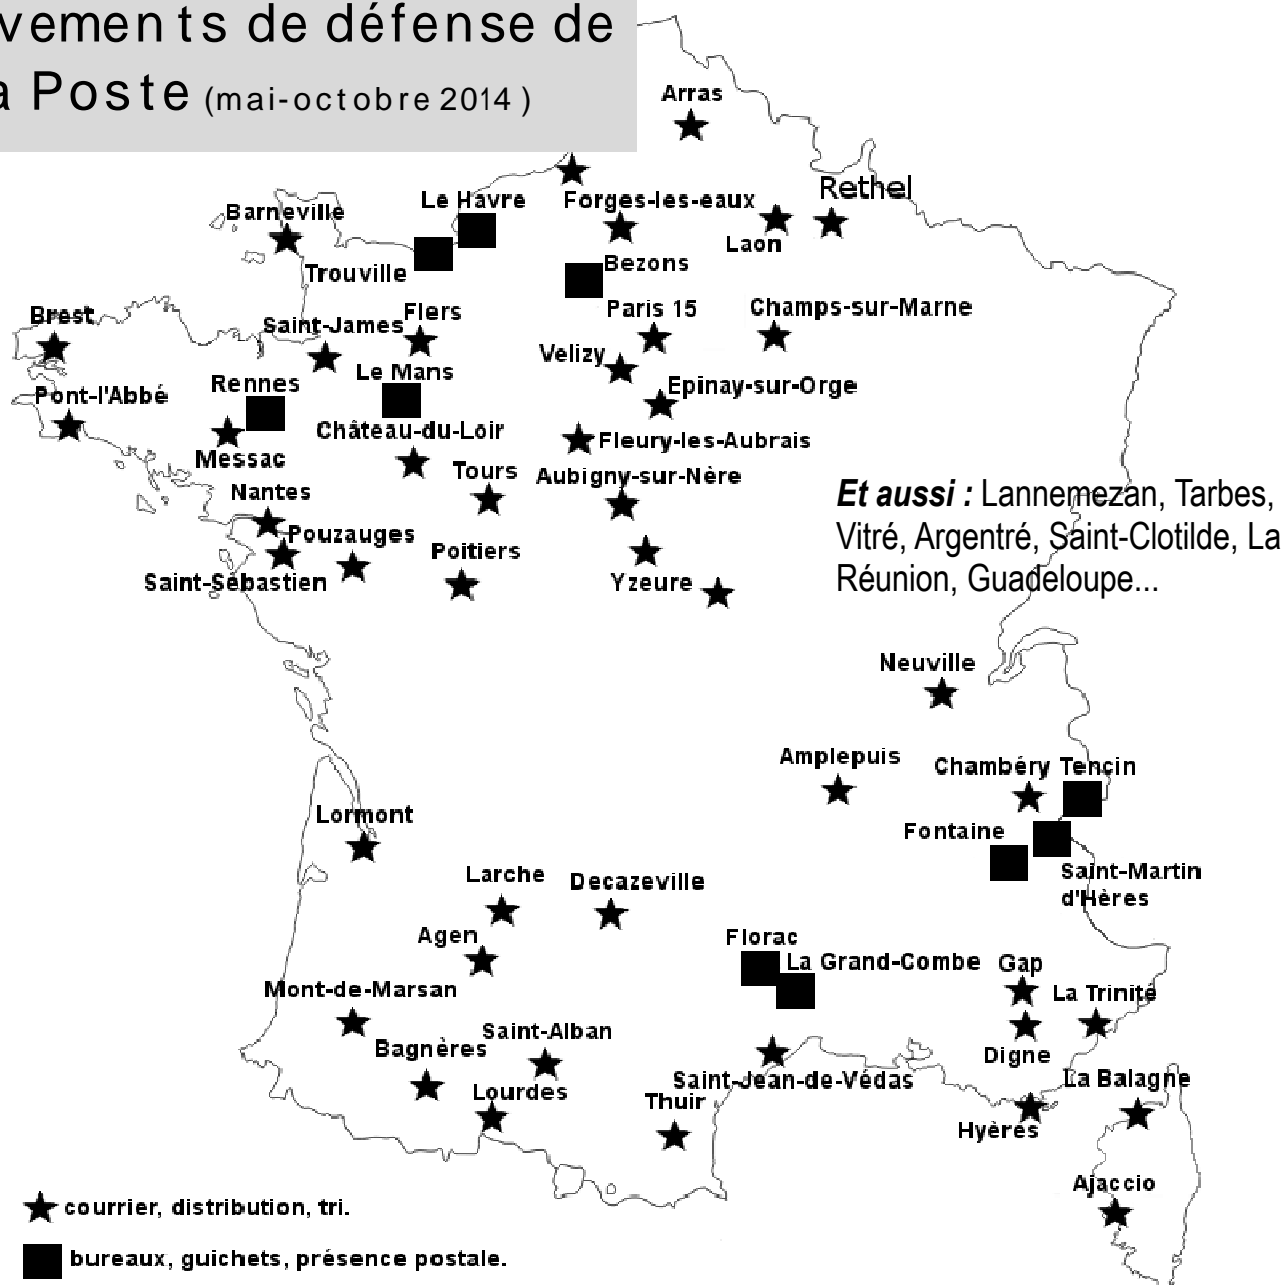 vements de défense de
a Poste (mai-octobre 2014)
Arras
Rethel
Barneville
Le Havre
Forges-les-eaux
Laon
Trouville
Bezons
Brest
Saint-James
Flers
Paris 15
Champs-sur-Marne
Velizy
Rennes
Le Mans
Epinay-sur-Orge
Pont-l'Abbé
Château-du-Loir
Fleury-les-Aubrais
Messac
Tours
Aubigny-sur-Nère
Nantes
Et aussi : Lannemezan, Tarbes,
Vitré, Argentré, Saint-Clotilde, La
Réunion, Guadeloupe...
Pouzauges
Poitiers
Saint-Sébastien
Yzeure
Neuville
Amplepuis
Chambéry
Tencin
Lormont
Fontaine
Saint-Martin
d'Hères
Larche
Decazeville
Agen
Florac
La Grand-Combe
Gap
Mont-de-Marsan
La Trinité
Saint-Alban
Bagnères
Digne
Lourdes
Saint-Jean-de-Védas
La Balagne
Thuir
Hyères
Ajaccio
courrier, distribution, tri.
bureaux, guichets, présence postale.